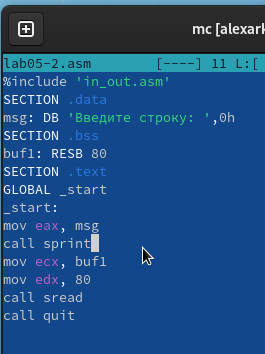 mc [alexark
lab05-2.asm [----] 11 L:[
%include 'in_out.asm'
SECTION .data
msg: DB 'Введите строку: ',0h
SECTION .bss
buf1: RESB 80
SECTION .text
GLOBAL _start
_start:
mov eax, msg
call sprint
mov ecx, buf1
mov edx, 80
call sread
call quit